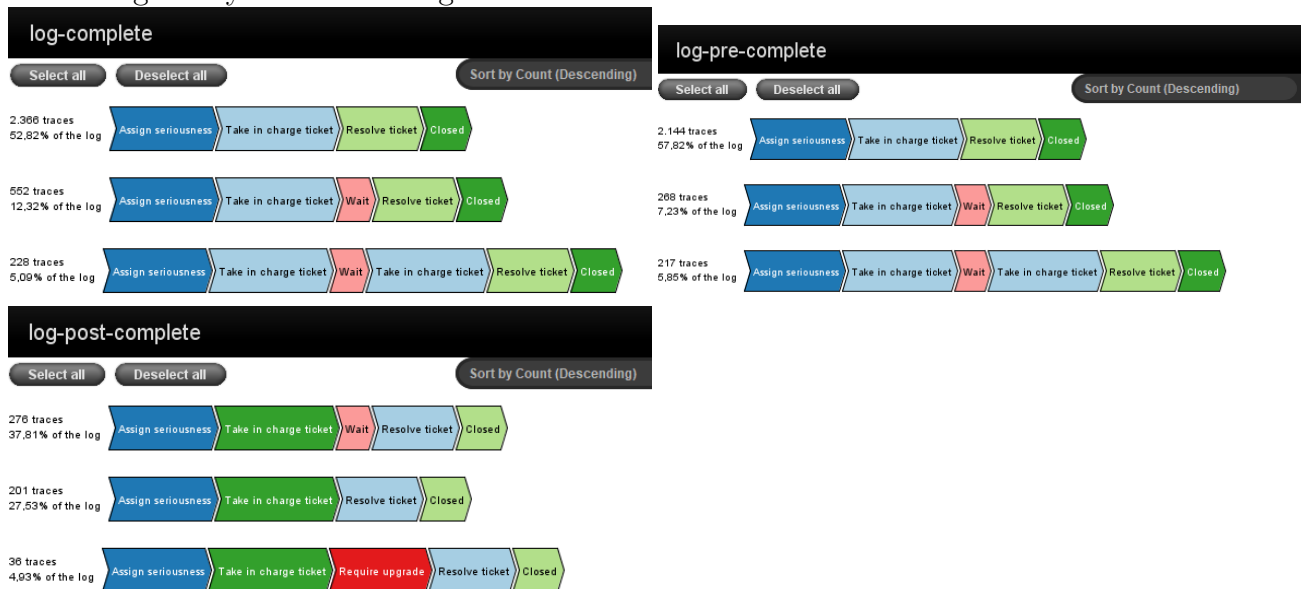 log-complete
Select all Deselect all Sort by Count (Descending)
2.366 traces
52,82% of the log
Assign seriousness Take in charge ticket Resolve ticket Closed
552 traces
12,32% of the log
Assign seriousness Take in charge ticket Wait Resolve ticket Closed
228 traces
5,09% of the log
Assign seriousness Take in charge ticket Wait Take in charge ticket Resolve ticket Closed
log-pre-complete
Select all Deselect all Sort by Count (Descending)
2.144 traces
57,82% of the log
Assign seriousness Take in charge ticket Resolve ticket Closed
268 traces
7,23% of the log
Assign seriousness Take in charge ticket Wait Resolve ticket Closed
217 traces
5,85% of the log
Assign seriousness Take in charge ticket Wait Take in charge ticket Resolve ticket Closed
log-post-complete
Select all Deselect all Sort by Count (Descending)
276 traces
37,81% of the log
Assign seriousness Take in charge ticket Wait Resolve ticket Closed
201 traces
27,53% of the log
Assign seriousness Take in charge ticket Resolve ticket Closed
36 traces
4,93% of the log
Assign seriousness Take in charge ticket Require upgrade Resolve ticket Closed